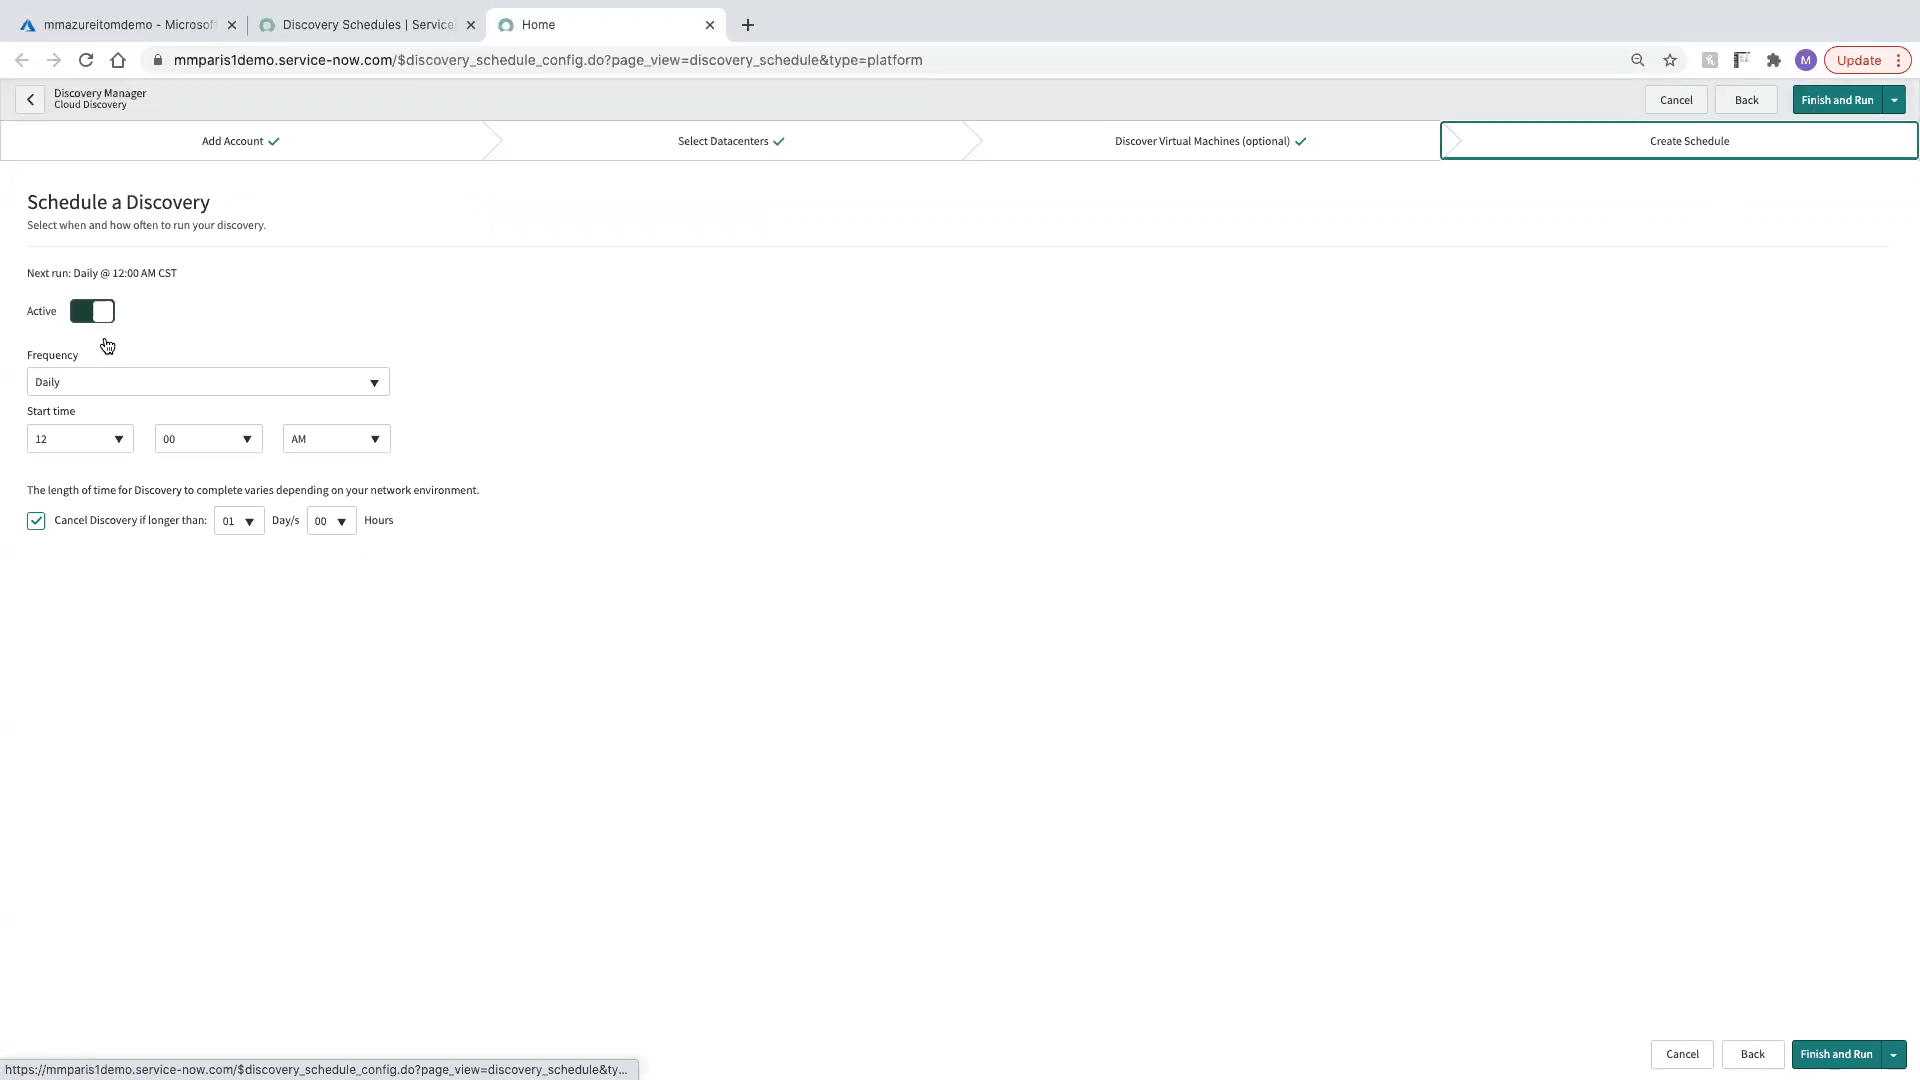 mmazureitomdemo - Microsof
Discovery Schedules | Service
Home
mmparis1demo.service-now.com/$discovery_schedule_config.do?page_view=discovery_schedule&type=platform
M
Update
Discovery Manager
Cloud Discovery
Cancel
Back
Finish and Run
Add Account
Select Datacenters
Discover Virtual Machines (optional)
Create Schedule
Schedule a Discovery
Select when and how often to run your discovery.
Next run: Daily @ 12:00 AM CST
Active
Frequency
Daily
Start time
12
00
AM
The length of time for Discovery to complete varies depending on your network environment.
Cancel Discovery if longer than: 01 Day/s 00 Hours
Cancel
Back
Finish and Run
https://mmparis1demo.service-now.com/$discovery_schedule_config.do?page_view=discovery_schedule&ty...